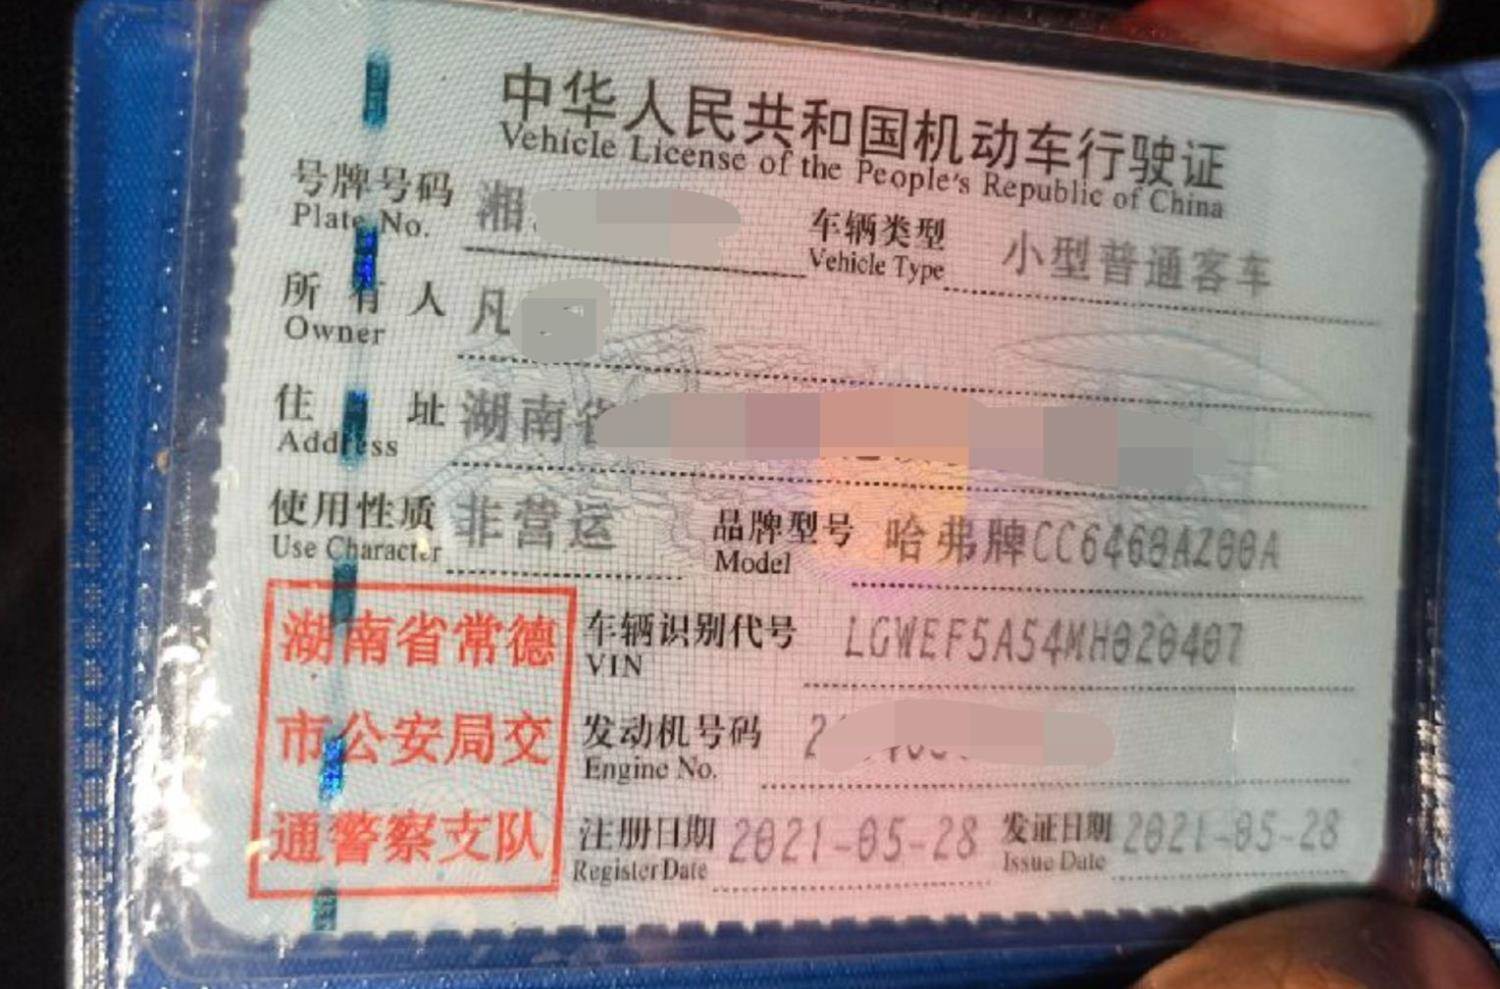 中华人民共和国机动车行驶证
Vehicle License of the People's Republic of China
号牌号码 湘 车辆类型 小型普通客车
Plate No. Vehicle Type
所有人 凡
Owner
住址 湖南省
Address
使用性质 非营运 品牌型号 哈弗牌CC6460AZ00A
Use Character Model
湖南省常德
市公安局交
通警察支队
车辆识别代号 LGWEF5A54MH020407
VIN
发动机号码 2
Engine No.
注册日期 2021-05-28 发证日期 2021-05-28
Register Date Issue Date